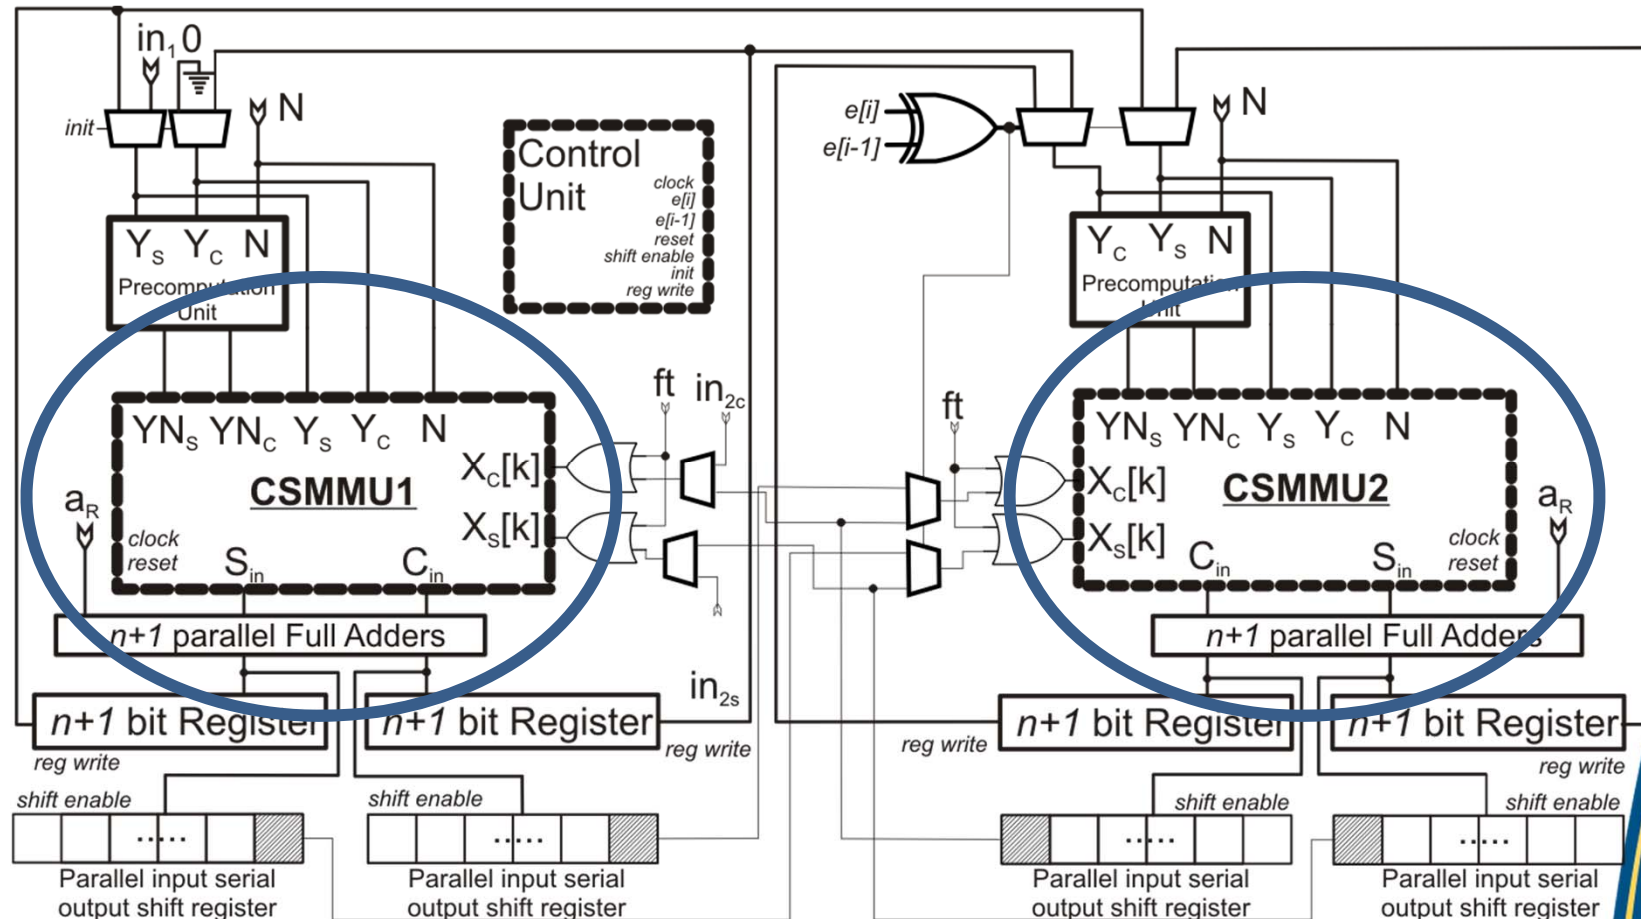 in1 0
N
init
YS YC N
Precomputation
Unit
Control
Unit
clock
e[i]
e[i-1]
reset
shift enable
init
reg write
e[i]
e[i-1]
N
YC YS N
Precomputation
Unit
YNS YNC YS YC N
XC[k]
CSMMU1
XS[k]
aR
clock
reset
Sin Cin
n+1 parallel Full Adders
n+1 bit Register
n+1 bit Register
reg write
reg write
ft
in2c
in2s
ft
YNS YNC YS YC N
XC[k]
CSMMU2
XS[k]
aR
clock
reset
Cin Sin
n+1 parallel Full Adders
n+1 bit Register
n+1 bit Register
reg write
reg write
shift enable
.....
Parallel input serial
output shift register
shift enable
.....
Parallel input serial
output shift register
shift enable
.....
Parallel input serial
output shift register
shift enable
.....
Parallel input serial
output shift register